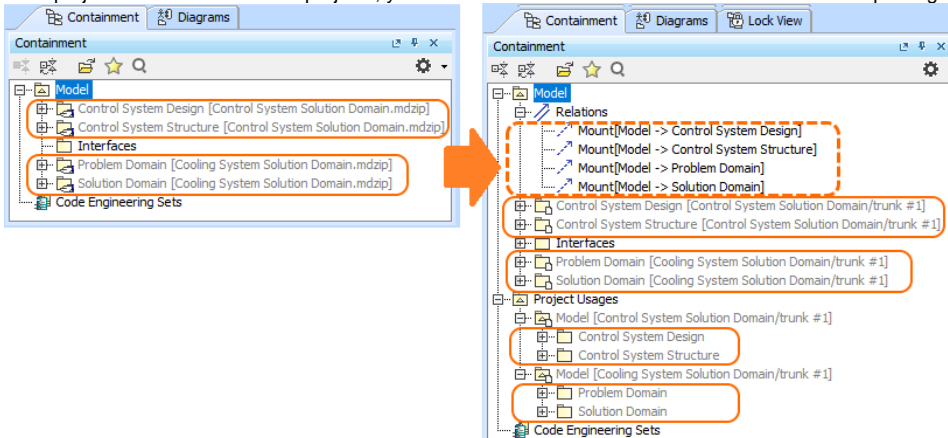 Containment
Diagrams
Containment
Model
Control System Design [Control System Solution Domain.mdzip]
Control System Structure [Control System Solution Domain.mdzip]
Interfaces
Problem Domain [Cooling System Solution Domain.mdzip]
Solution Domain [Cooling System Solution Domain.mdzip]
Code Engineering Sets
Containment
Diagrams
Lock View
Containment
Model
Relations
Mount[Model -> Control System Design]
Mount[Model -> Control System Structure]
Mount[Model -> Problem Domain]
Mount[Model -> Solution Domain]
Control System Design [Control System Solution Domain/trunk #1]
Control System Structure [Control System Solution Domain/trunk #1]
Interfaces
Problem Domain [Cooling System Solution Domain/trunk #1]
Solution Domain [Cooling System Solution Domain/trunk #1]
Project Usages
Model [Control System Solution Domain/trunk #1]
Control System Design
Control System Structure
Model [Cooling System Solution Domain/trunk #1]
Problem Domain
Solution Domain
Code Engineering Sets